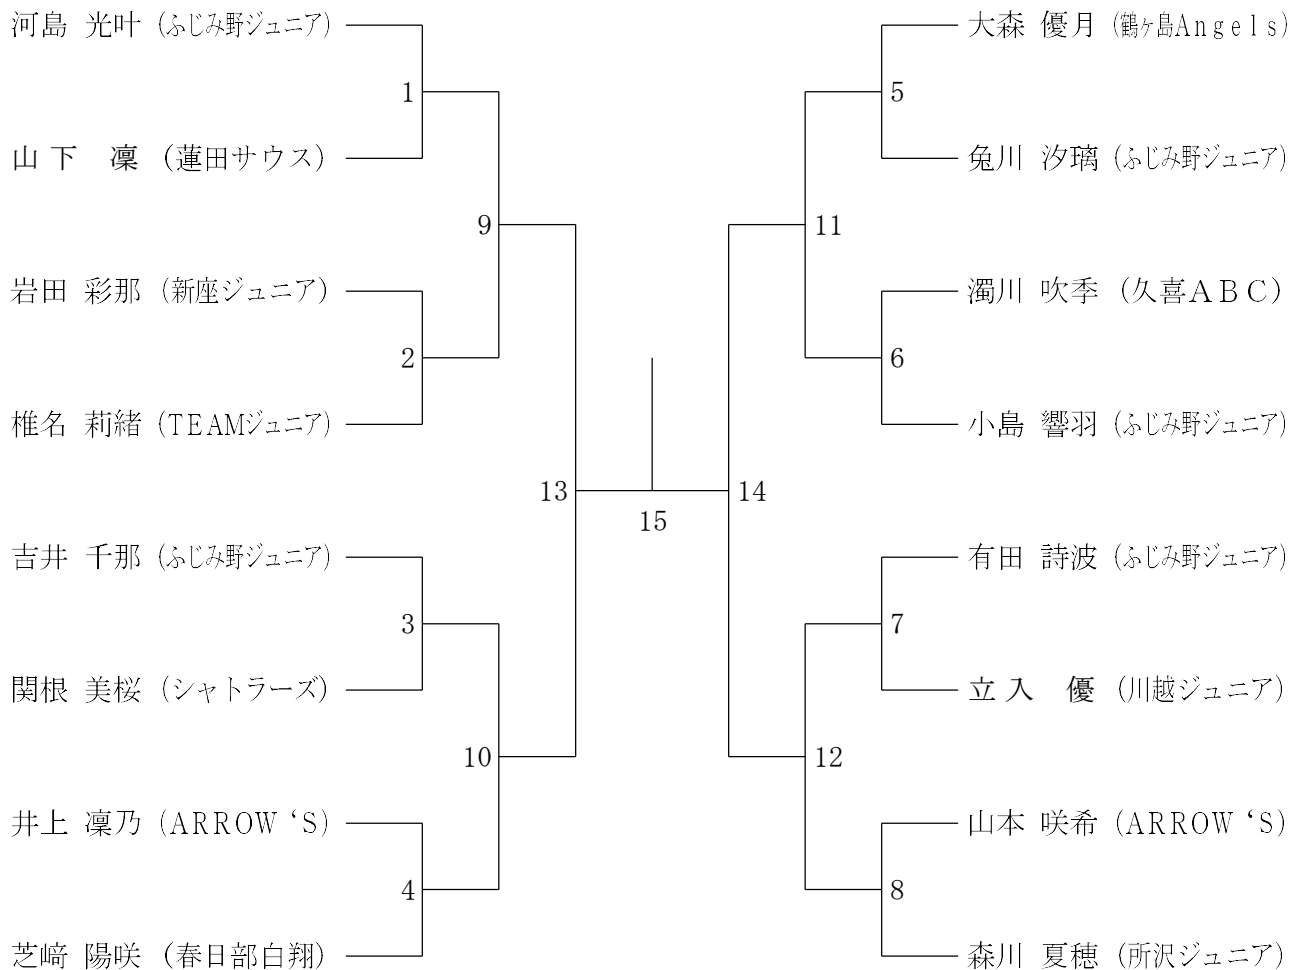 河島 光叶 (ふじみ野ジュニア)
1
山下 凜 (蓮田サウス)
9
岩田 彩那 (新座ジュニア)
2
椎名 莉緒 (TEAMジュニア)
13
吉井 千那 (ふじみ野ジュニア)
3
関根 美桜 (シャトラーズ)
10
井上 凜乃 (ARROW‘S)
4
芝﨑 陽咲 (春日部白翔)
15
大森 優月 (鶴ヶ島Angels)
5
兔川 汐璃 (ふじみ野ジュニア)
11
濁川 吹季 (久喜ABC)
6
小島 響羽 (ふじみ野ジュニア)
14
有田 詩波 (ふじみ野ジュニア)
7
立入 優 (川越ジュニア)
12
山本 咲希 (ARROW‘S)
8
森川 夏穂 (所沢ジュニア)